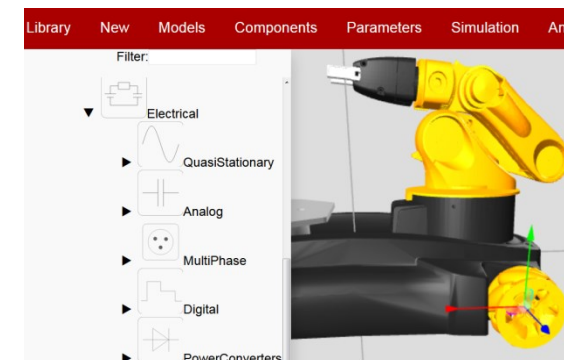 Library New Models Components Parameters Simulation
Filter:
Electrical
QuasiStationary
Analog
MultiPhase
Digital
PowerConverters